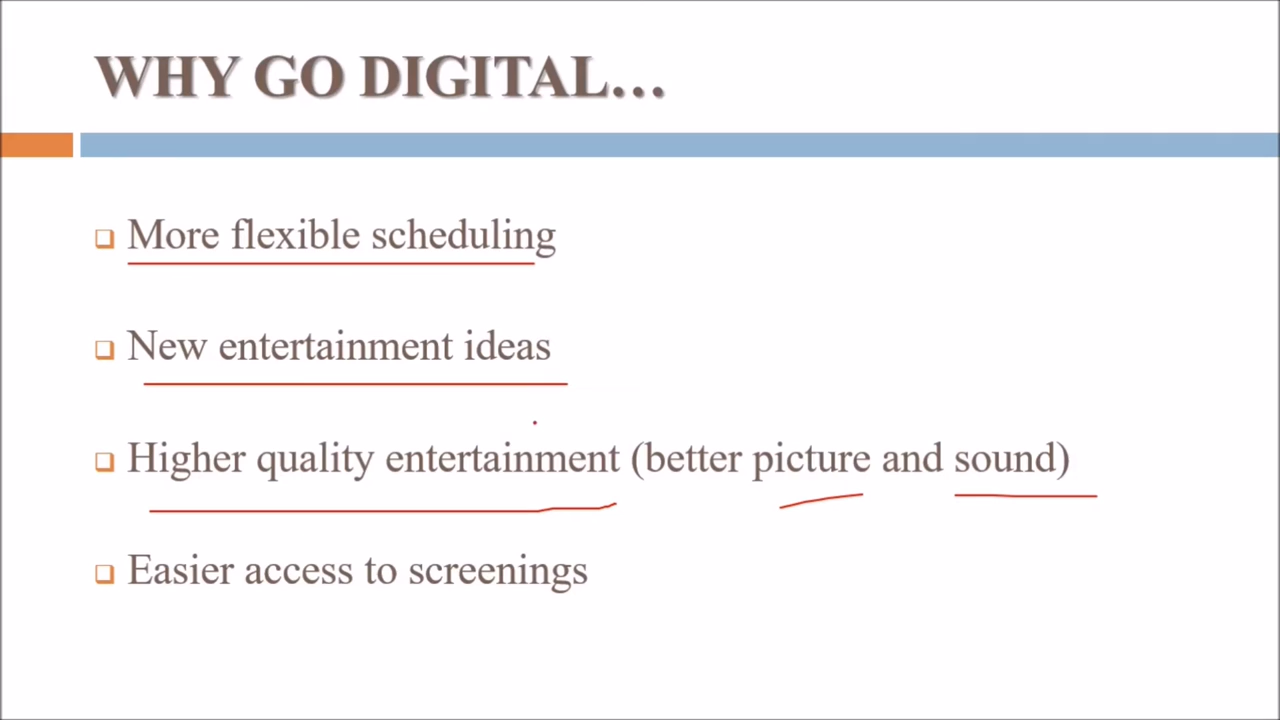 WHY GO DIGITAL...
More flexible scheduling
New entertainment ideas
Higher quality entertainment (better picture and sound)
Easier access to screenings